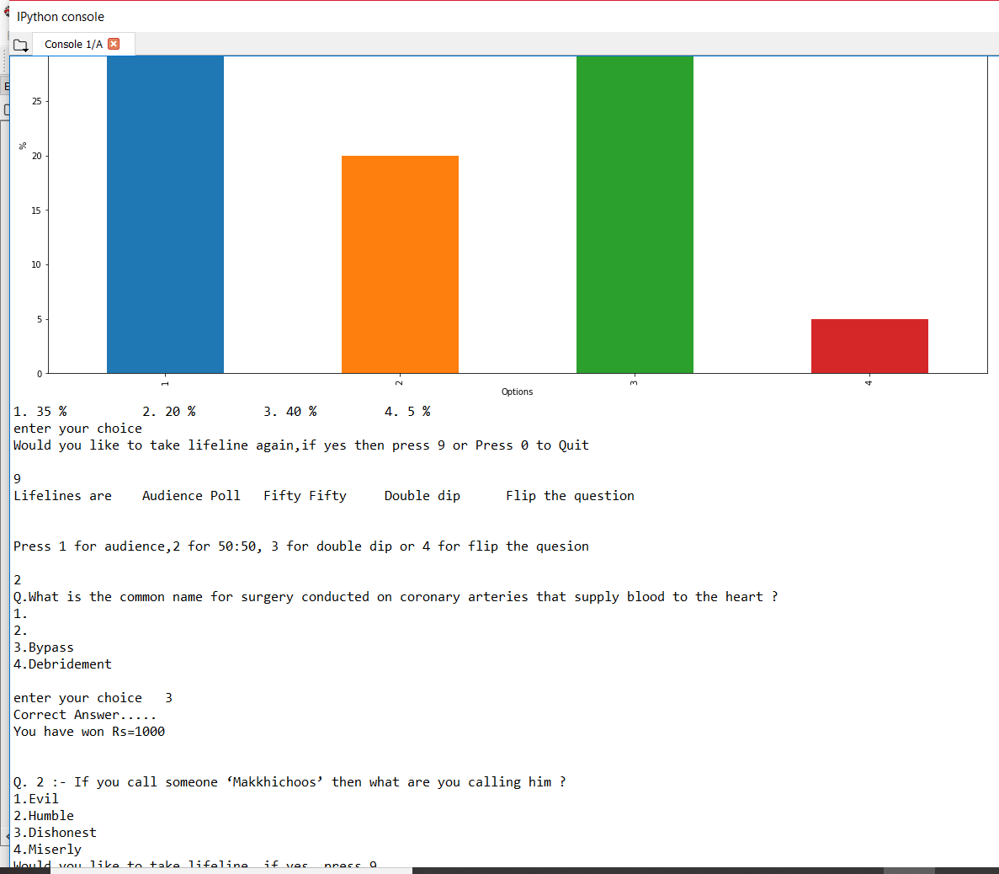 IPython console
Console 1/A
25
%
20
15
10
5
0
1 2 3 4
Options
1. 35 % 2. 20 % 3. 40 % 4. 5 %
enter your choice
Would you like to take lifeline again,if yes then press 9 or Press 0 to Quit
9
Lifelines are Audience Poll Fifty Fifty Double dip Flip the question
Press 1 for audience,2 for 50:50, 3 for double dip or 4 for flip the quesion
2
Q.What is the common name for surgery conducted on coronary arteries that supply blood to the heart ?
1.
2.
3.Bypass
4.Debridement
enter your choice 3
Correct Answer.....
You have won Rs=1000
Q. 2 :- If you call someone ‘Makkhichoos’ then what are you calling him ?
1.Evil
2.Humble
3.Dishonest
4.Miserly
Would you like to take lifeline, if yes, press 9